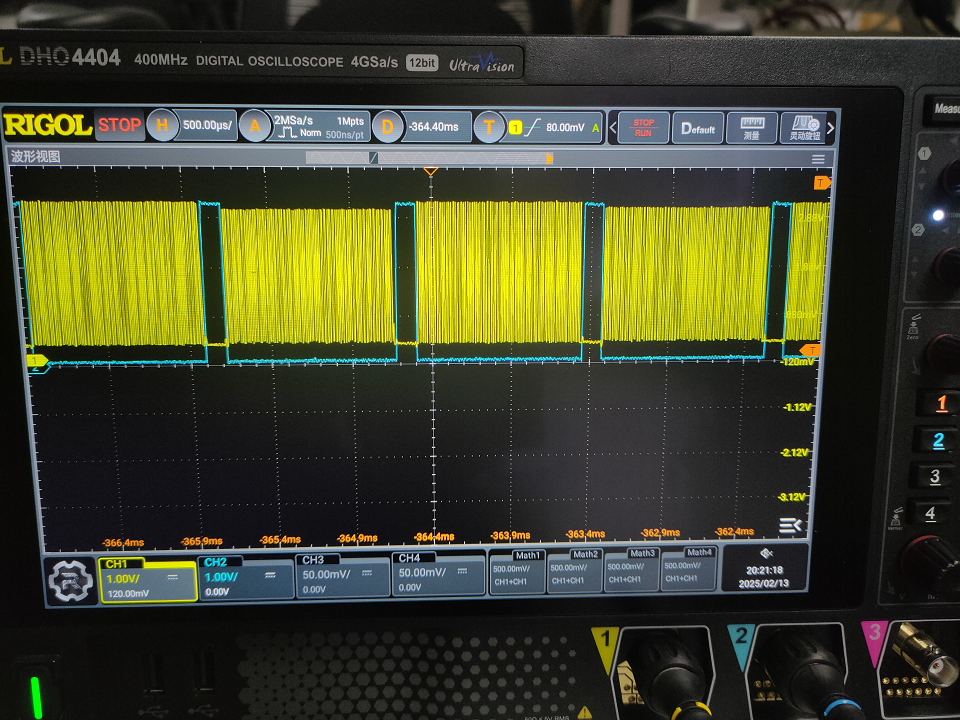 L DHO4404 400MHz DIGITAL OSCILLOSCOPE 4GSa/s 12bit UltraVision
RIGOL STOP H 500.00μs/ A 2MSa/s Norm 1Mpts 500ns/pt D -364.40ms T 1 80.00mV A STOP RUN Default 测量 灵动旋钮
Measu
波形视图
T
1
2
2.88V
880mV
1
2
T
-120mV
-1.12V
-2.12V
-3.12V
-366.4ms -365.9ms -365.4ms -364.9ms -364.4ms -363.9ms -363.4ms -362.9ms -362.4ms
CH1 1.00V/ 120.00mV
CH2 1.00V/ 0.00V
CH3 50.00mV/ 0.00V
CH4 50.00mV/ 0.00V
Math1 500.00mV/ CH1+CH1
Math2 500.00mV/ CH1+CH1
Math3 500.00mV/ CH1+CH1
Math4 500.00mV/ CH1+CH1
20:21:18
2025/02/13
Zero
1
2
3
4
1 2 3